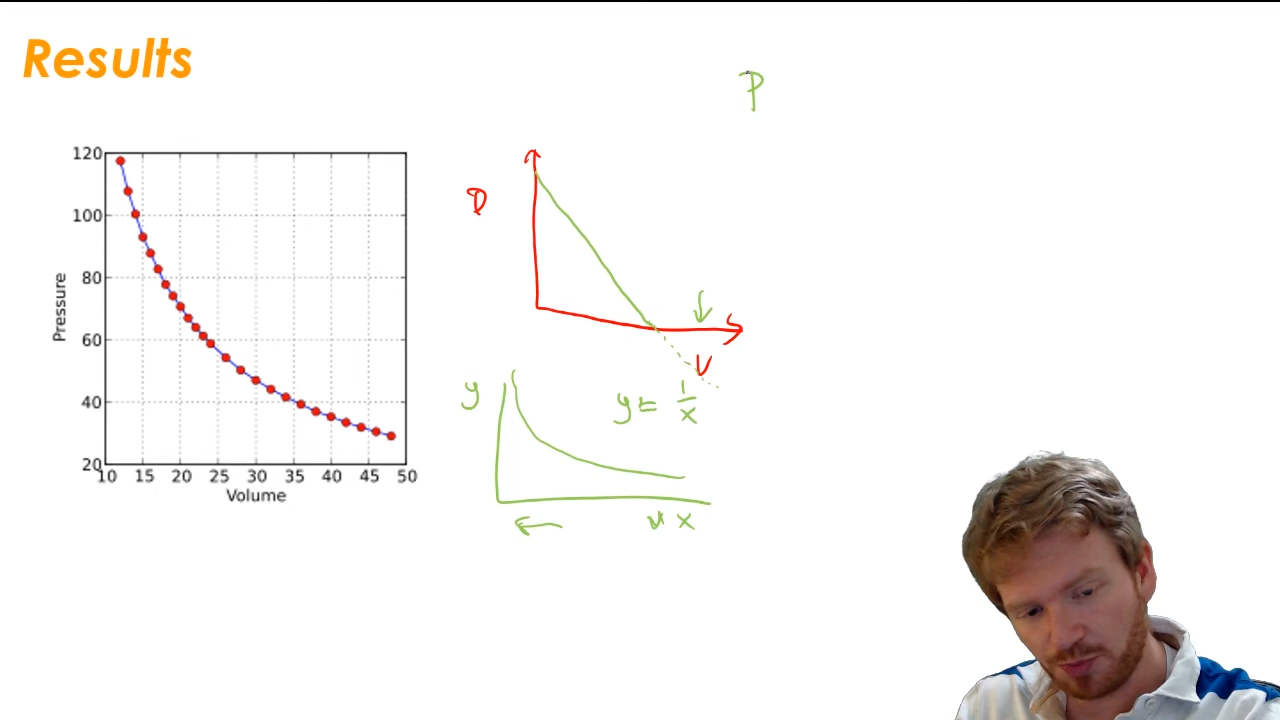 Results
P
120
100
80
60
40
20
Pressure
10 15 20 25 30 35 40 45 50
Volume
P
V
y
y = 1/x
x